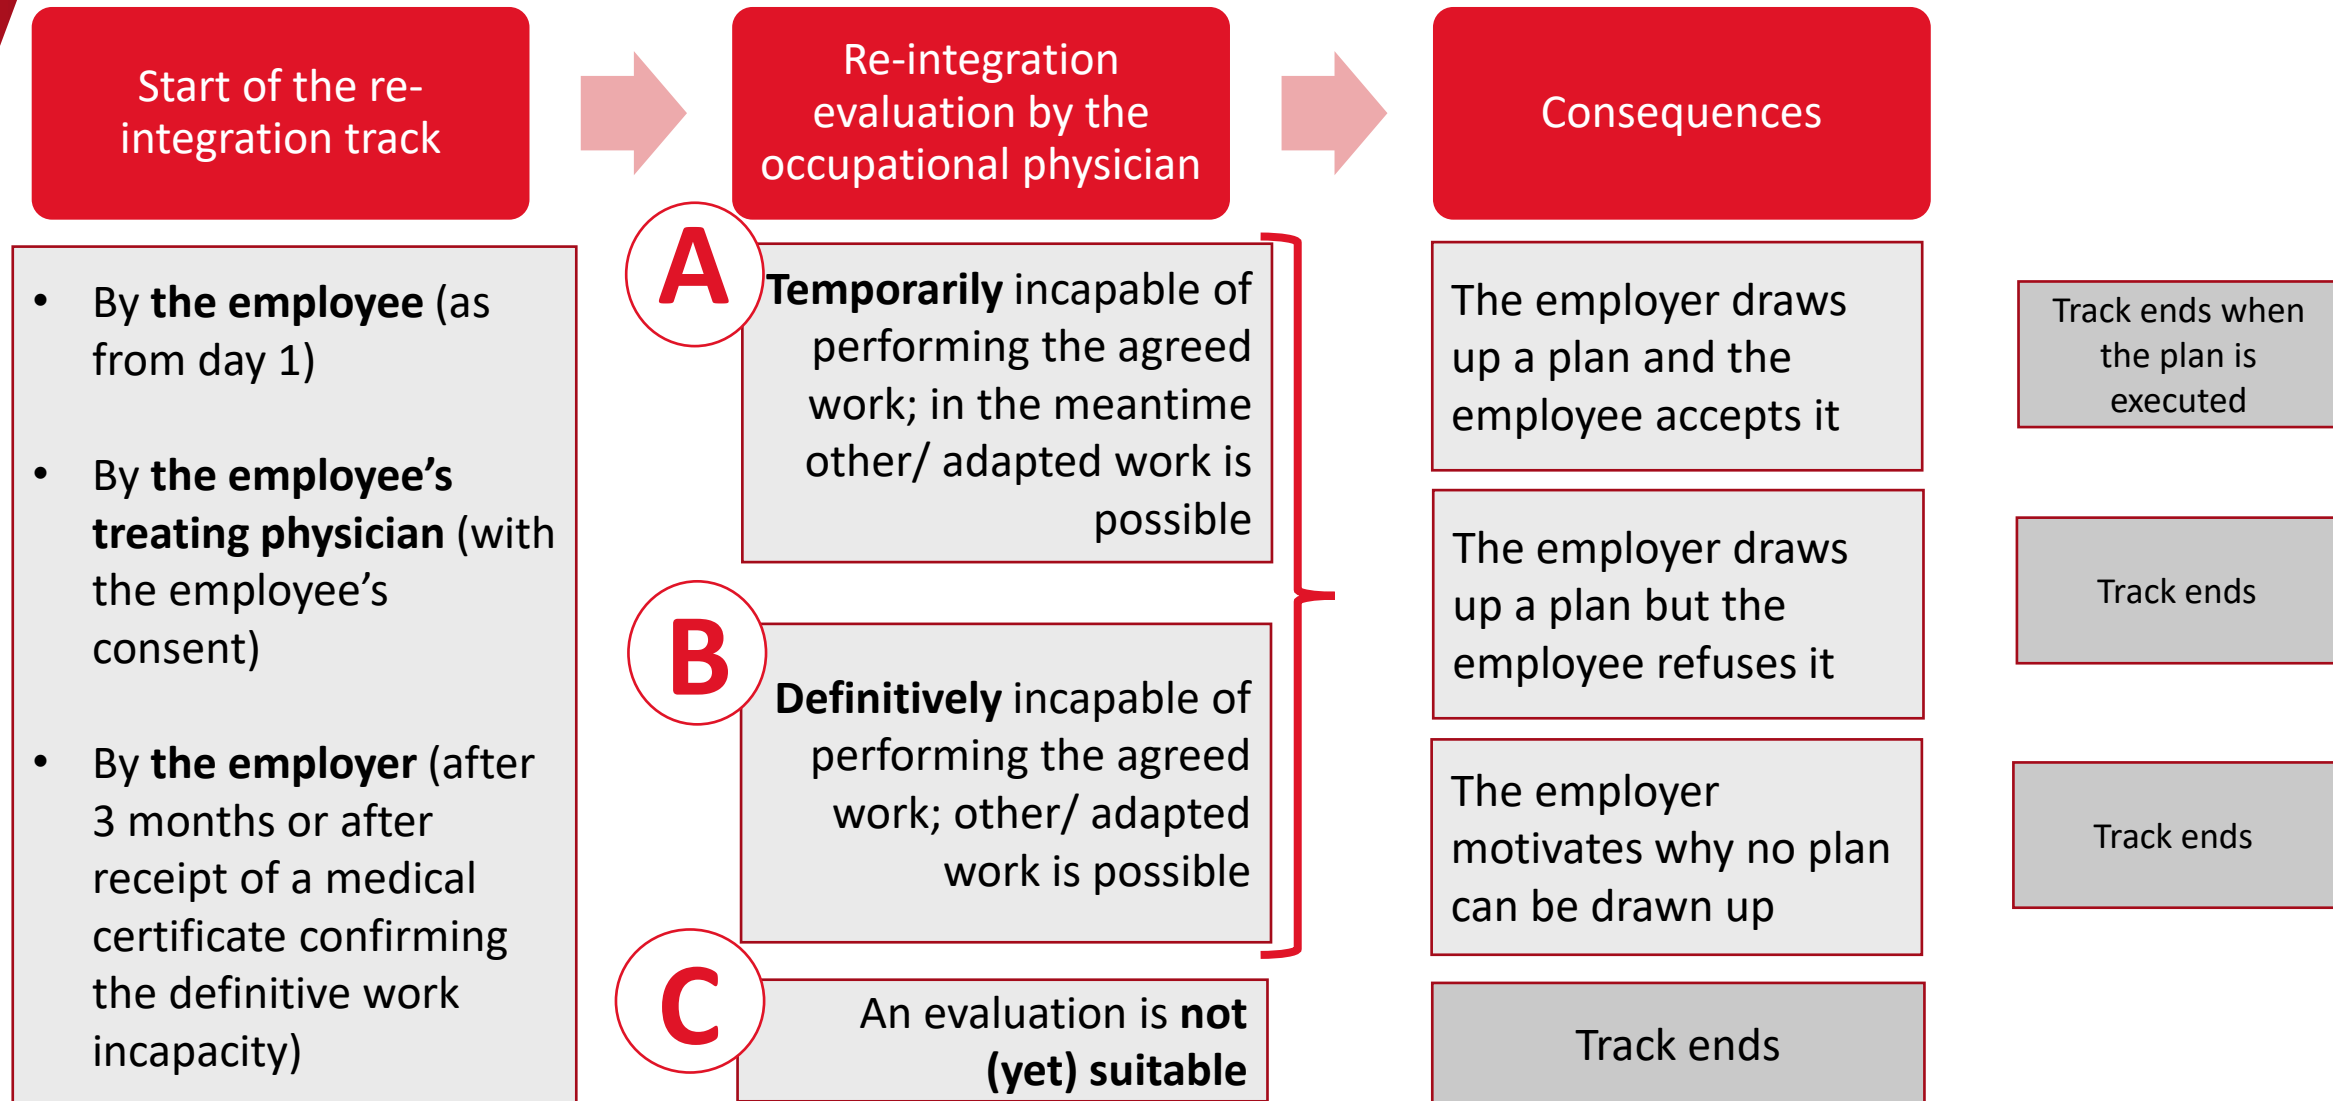 Start of the re-
integration track
Re-integration
evaluation by the
occupational physician
Consequences
• By the employee (as
from day 1)
• By the employee’s
treating physician (with
the employee’s
consent)
• By the employer (after
3 months or after
receipt of a medical
certificate confirming
the definitive work
incapacity)
A
Temporarily incapable of
performing the agreed
work; in the meantime
other/ adapted work is
possible
B
Definitively incapable of
performing the agreed
work; other/ adapted
work is possible
C
An evaluation is not
(yet) suitable
The employer draws
up a plan and the
employee accepts it
Track ends when
the plan is
executed
The employer draws
up a plan but the
employee refuses it
Track ends
The employer
motivates why no plan
can be drawn up
Track ends
Track ends